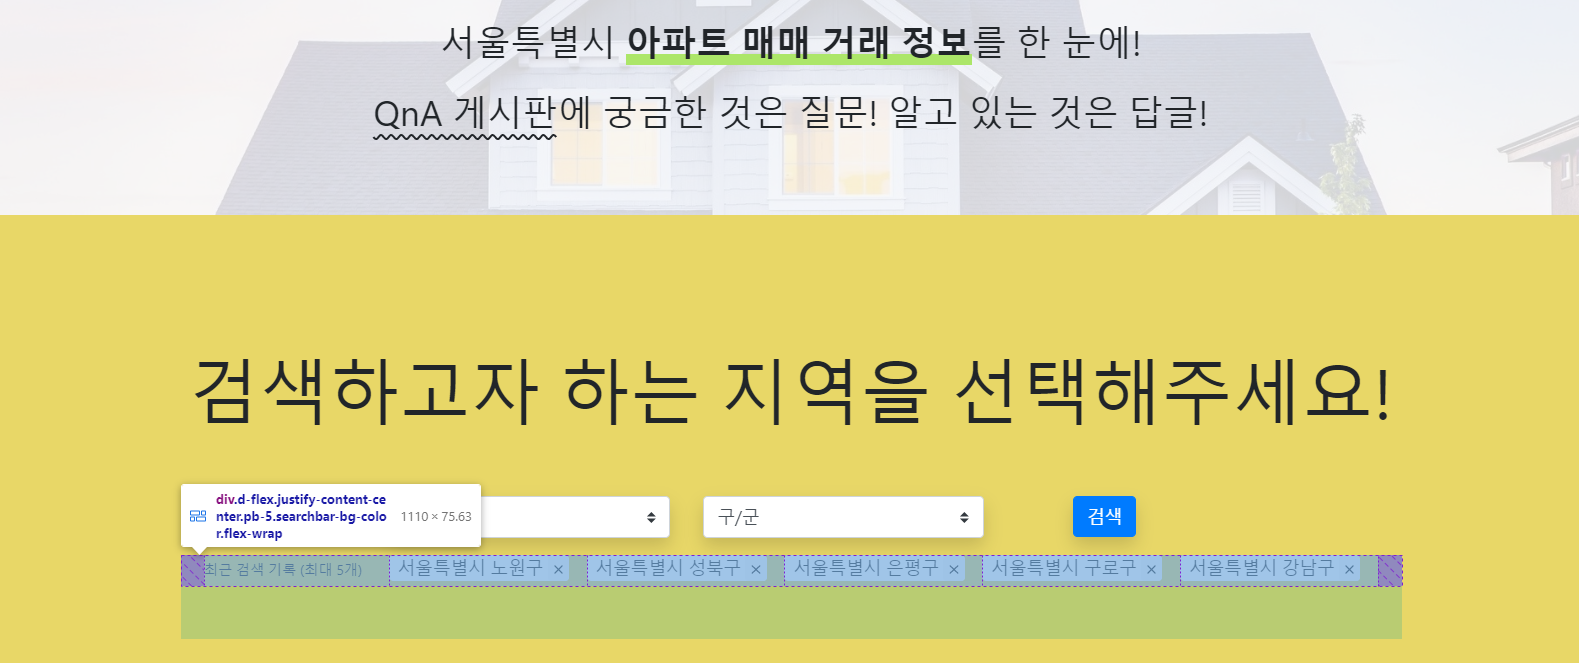 서울특별시 아파트 매매 거래 정보를 한 눈에!
QnA 게시판에 궁금한 것은 질문! 알고 있는 것은 답글!
검색하고자 하는 지역을 선택해주세요!
div.d-flex.justify-content-ce
nter.pb-5.searchbar-bg-colo
r.flex-wrap
1110 × 75.63
구/군
검색
최근 검색 기록 (최대 5개) 서울특별시 노원구 × 서울특별시 성북구 × 서울특별시 은평구 × 서울특별시 구로구 × 서울특별시 강남구 ×